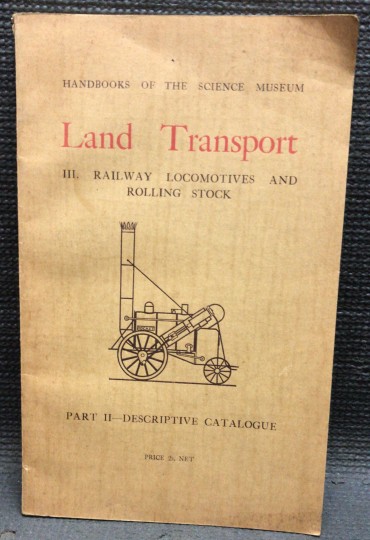 HANDBOOKS OF THE SCIENCE MUSEUM
Land Transport
III. RAILWAY LOCOMOTIVES AND
ROLLING STOCK
PART II—DESCRIPTIVE CATALOGUE
PRICE NET